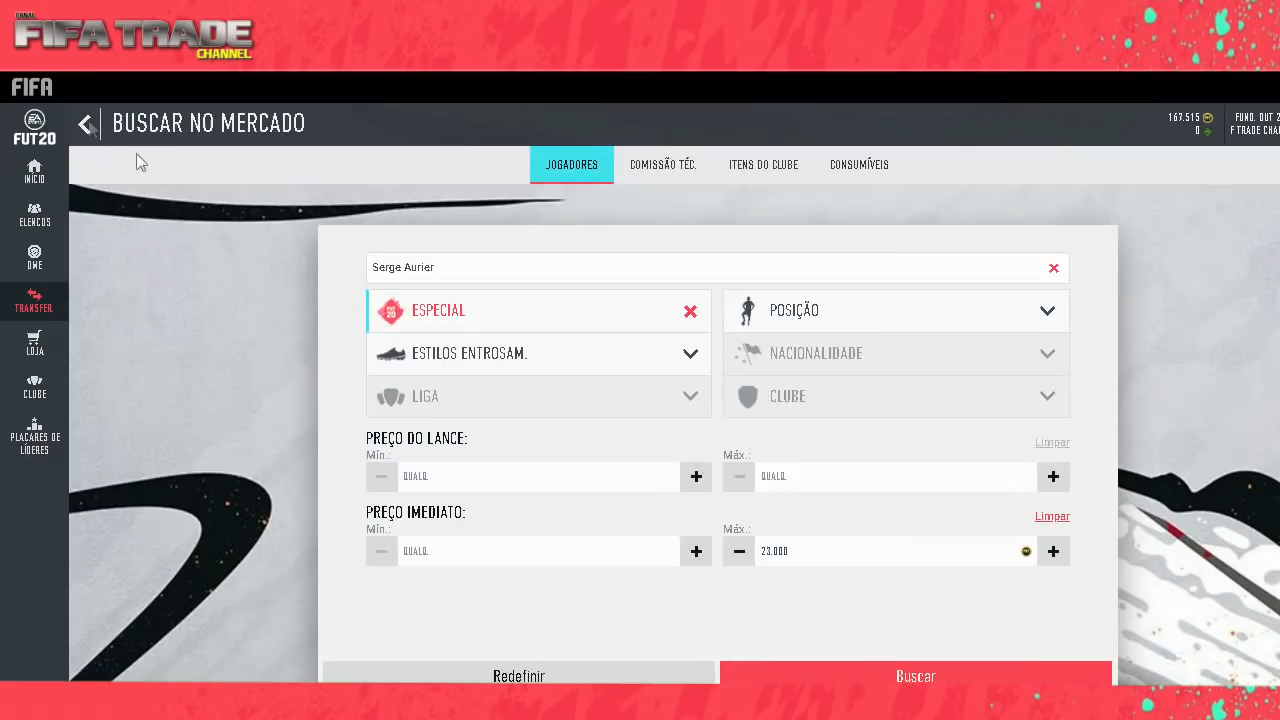 CANAL
FIFA TRADE
CHANNEL
FIFA
FUT20
BUSCAR NO MERCADO
167.515
0
FUND. OUT 2
F TRADE CHA
INÍCIO
ELENCOS
DME
TRANSFER.
LOJA
CLUBE
PLACARES DE
LÍDERES
JOGADORES
COMISSÃO TÉC.
ITENS DO CLUBE
CONSUMÍVEIS
Serge Aurier
ESPECIAL
POSIÇÃO
ESTILOS ENTROSAM.
NACIONALIDADE
LIGA
CLUBE
PREÇO DO LANCE:
Limpar
Mín.:
Máx.:
QUALQ.
QUALQ.
PREÇO IMEDIATO:
Limpar
Mín.:
Máx.:
QUALQ.
23.000
Redefinir
Buscar